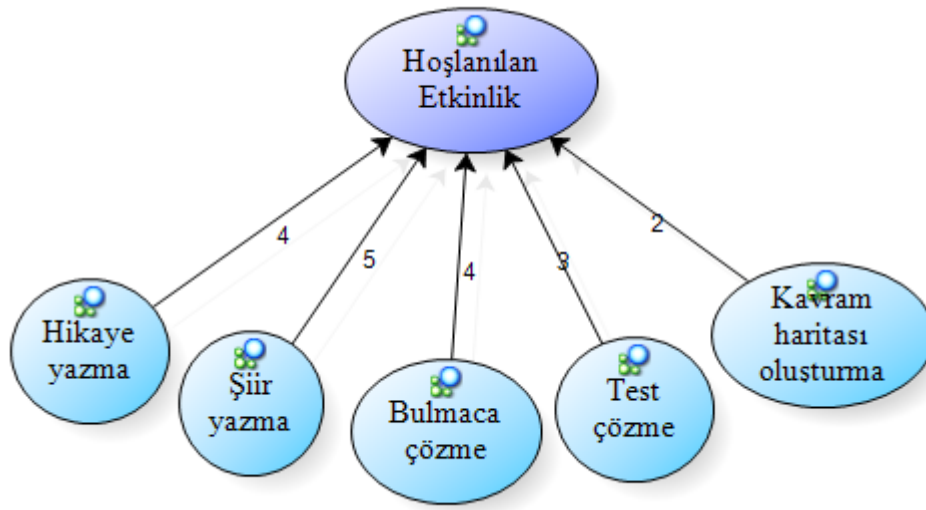 Hoşlanılan
Etkinlik
4
5
4
3
2
Hikaye
yazma
Şiir
yazma
Bulmaca
çözme
Test
çözme
Kavram
haritası
oluşturma